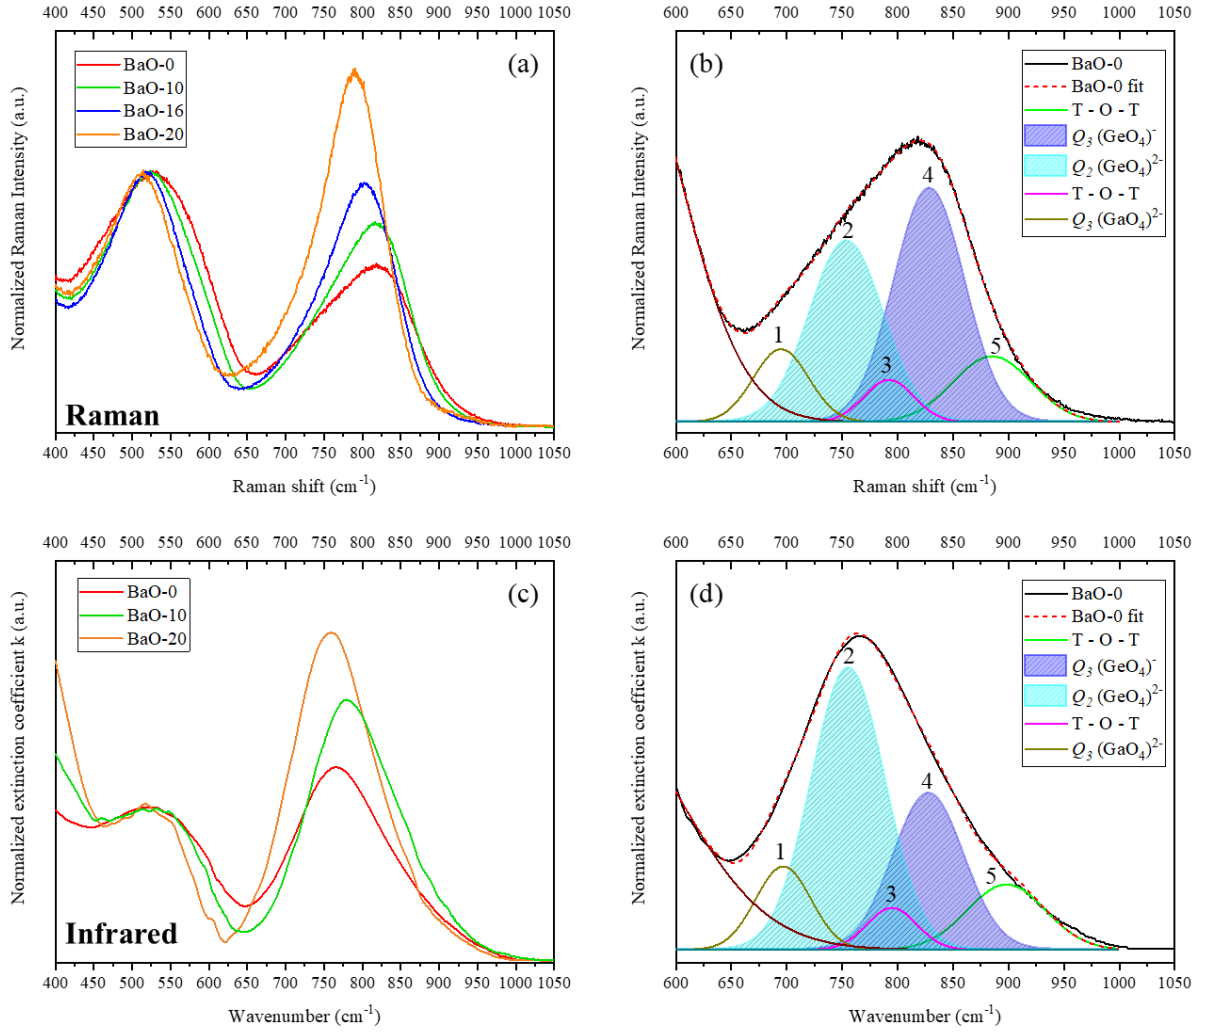 400 450 500 550 600 650 700 750 800 850 900 950 1000 1050
(a)
BaO-0
BaO-10
BaO-16
BaO-20
Normalized Raman Intensity (a.u.)
Raman
400 450 500 550 600 650 700 750 800 850 900 950 1000 1050
Raman shift (cm⁻¹)
600 650 700 750 800 850 900 950 1000 1050
(b)
BaO-0
BaO-0 fit
T - O - T
Q₃ (GeO₄)⁻
Q₂ (GeO₄)²⁻
T - O - T
Q₃ (GaO₄)²⁻
Normalized Raman Intensity (a.u.)
1
2
3
4
5
600 650 700 750 800 850 900 950 1000 1050
Raman shift (cm⁻¹)
400 450 500 550 600 650 700 750 800 850 900 950 1000 1050
(c)
BaO-0
BaO-10
BaO-20
Normalized extinction coefficient k (a.u.)
Infrared
400 450 500 550 600 650 700 750 800 850 900 950 1000 1050
Wavenumber (cm⁻¹)
600 650 700 750 800 850 900 950 1000 1050
(d)
BaO-0
BaO-0 fit
T - O - T
Q₃ (GeO₄)⁻
Q₂ (GeO₄)²⁻
T - O - T
Q₃ (GaO₄)²⁻
Normalized extinction coefficient k (a.u.)
1
2
3
4
5
600 650 700 750 800 850 900 950 1000 1050
Wavenumber (cm⁻¹)